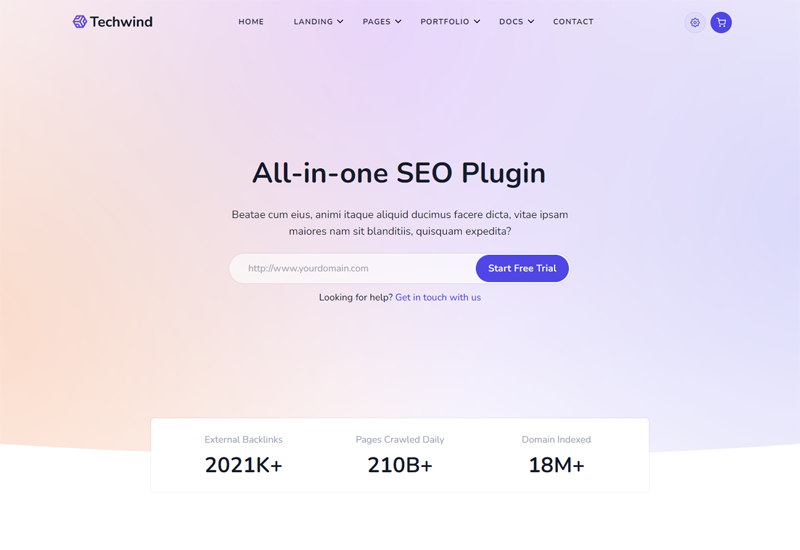 Techwind
HOME LANDING PAGES PORTFOLIO DOCS CONTACT
All-in-one SEO Plugin
Beatae cum eius, animi itaque aliquid ducimus facere dicta, vitae ipsam
maiores nam sit blanditiis, quisquam expedita?
http://www.yourdomain.com
Start Free Trial
Looking for help? Get in touch with us
External Backlinks
2021K+
Pages Crawled Daily
210B+
Domain Indexed
18M+